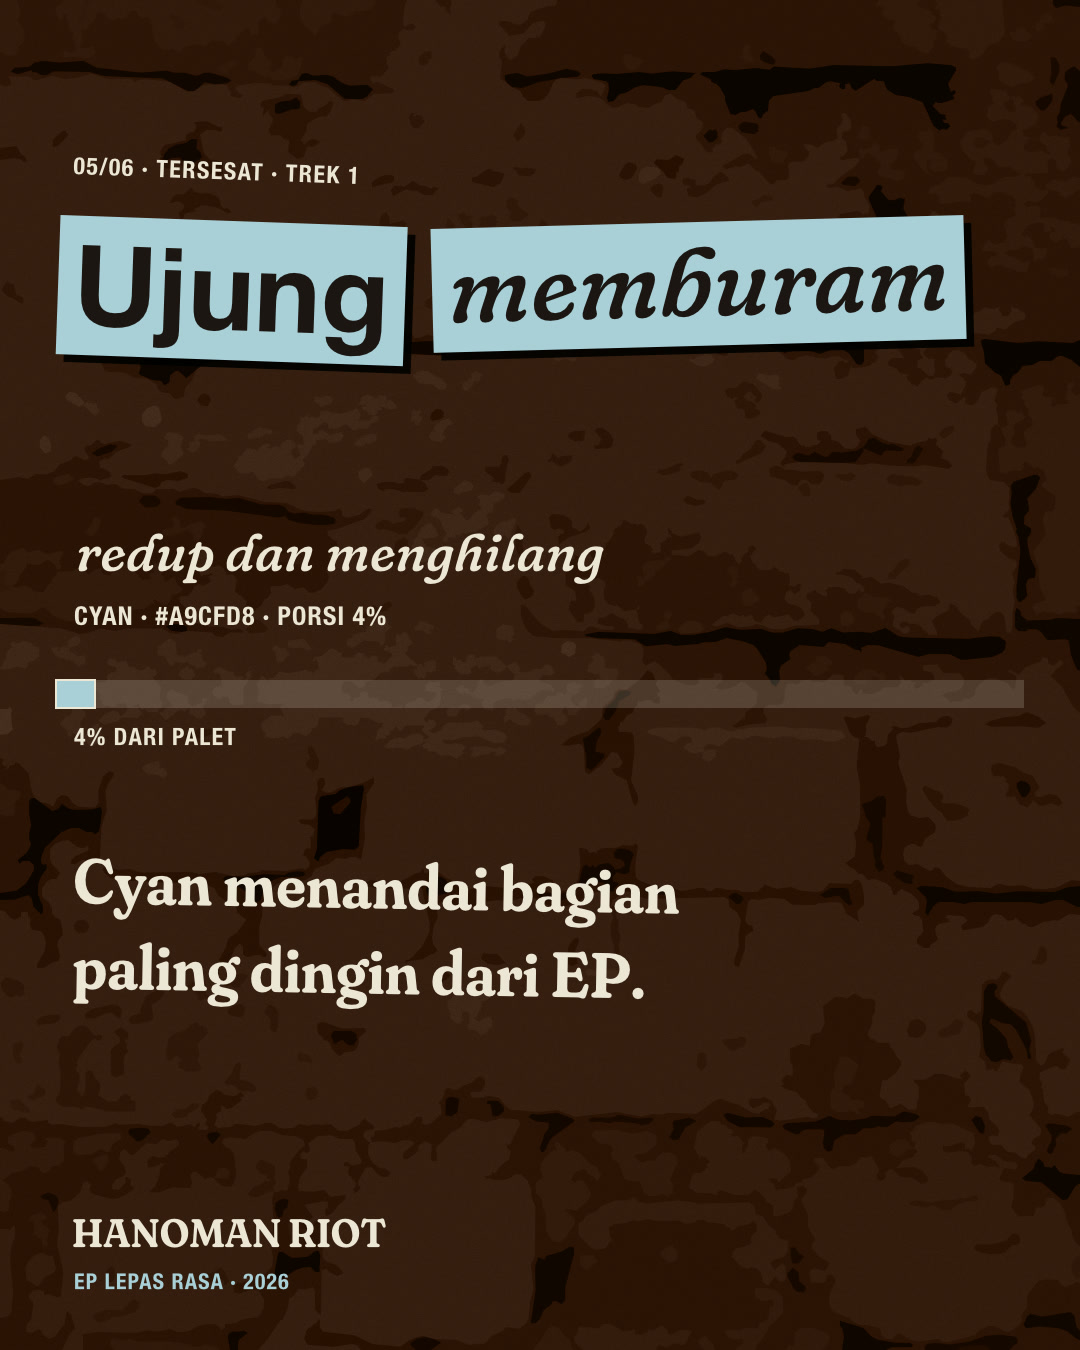 05/06 · TERSESAT · TREK 1
Ujung memburam
redup dan menghilang
CYAN · #A9CFD8 · PORSI 4%
4% DARI PALET
Cyan menandai bagian
paling dingin dari EP.
HANOMAN RIOT
EP LEPAS RASA · 2026